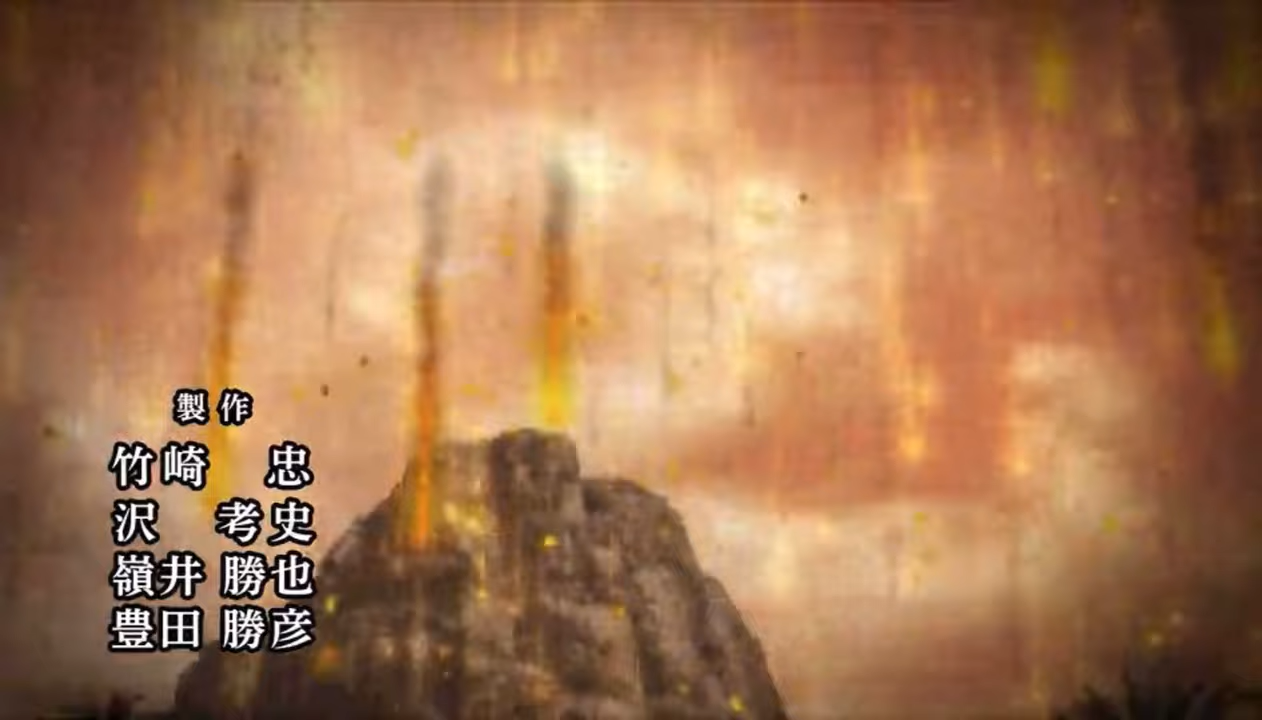 製作
竹崎 忠
沢 考史
嶺井 勝也
豊田 勝彦